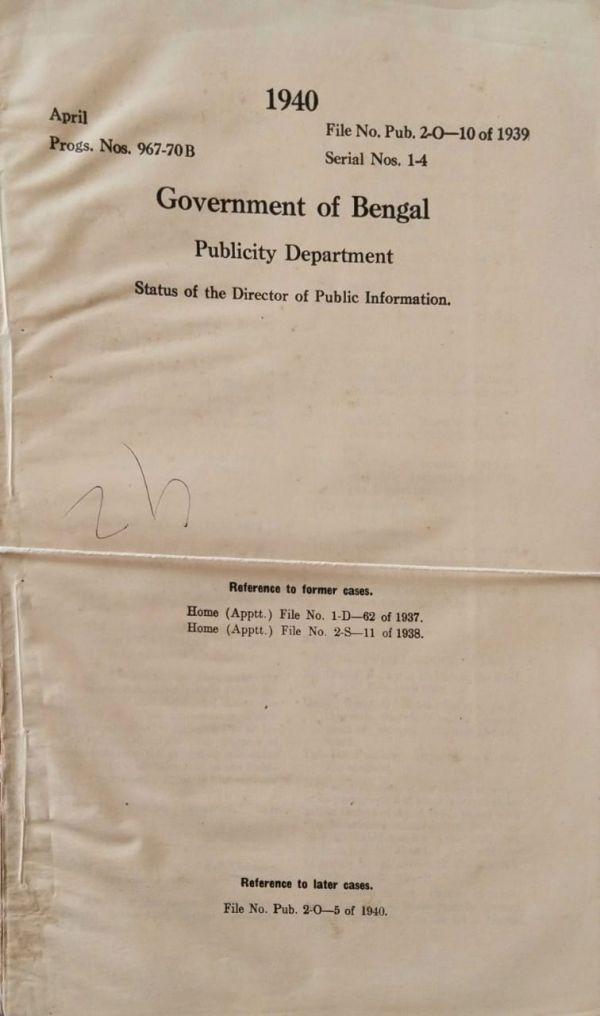 1940
April
File No. Pub. 2-O—10 of 1939
Progs. Nos. 967-70B
Serial Nos. 1-4
Government of Bengal
Publicity Department
Status of the Director of Public Information.
Reference to former cases.
Home (Apptt.) File No. 1-D—62 of 1937.
Home (Apptt.) File No. 2-S—11 of 1938.
Reference to later cases.
File No. Pub. 2-O—5 of 1940.